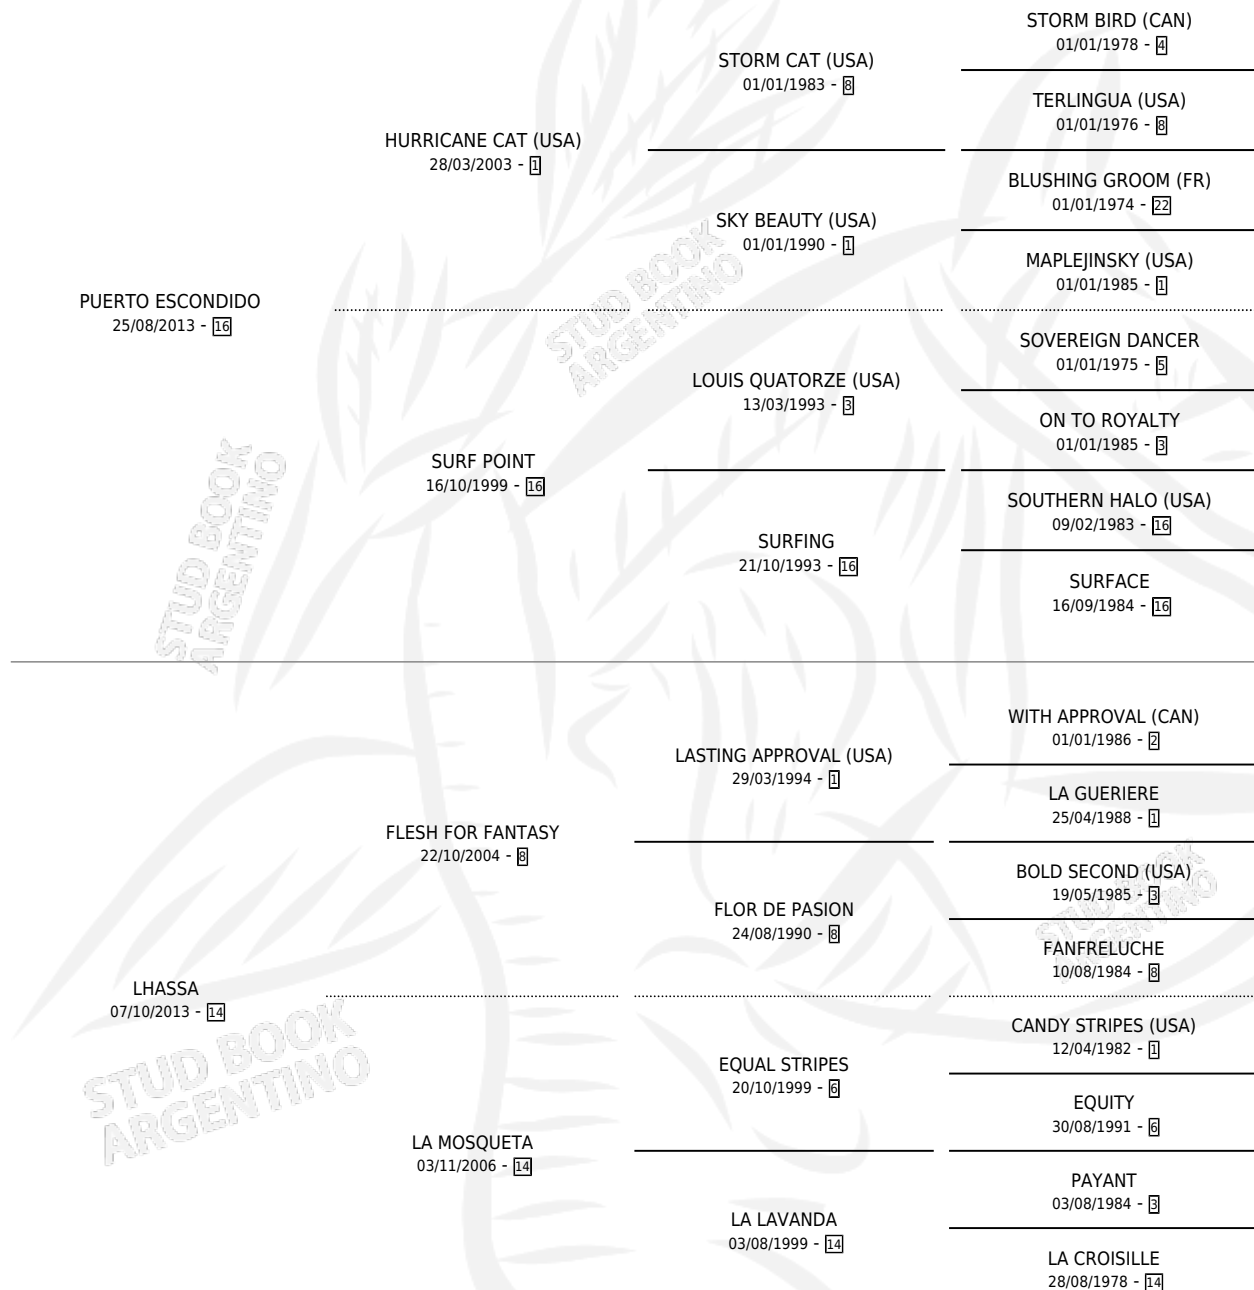 STORM BIRD (CAN)
01/01/1978 - 4
STORM CAT (USA)
01/01/1983 - 8
TERLINGUA (USA)
01/01/1976 - 8
HURRICANE CAT (USA)
28/03/2003 - 1
BLUSHING GROOM (FR)
01/01/1974 - 22
SKY BEAUTY (USA)
01/01/1990 - 1
MAPLEJINSKY (USA)
01/01/1985 - 1
PUERTO ESCONDIDO
25/08/2013 - 16
STUD BOOK
ARGENTINO
SOVEREIGN DANCER
01/01/1975 - 5
LOUIS QUATORZE (USA)
13/03/1993 - 3
ON TO ROYALTY
01/01/1985 - 3
SURF POINT
16/10/1999 - 16
SOUTHERN HALO (USA)
09/02/1983 - 16
SURFING
21/10/1993 - 16
SURFACE
16/09/1984 - 16
STUD BOOK
ARGENTINO
WITH APPROVAL (CAN)
01/01/1986 - 2
LASTING APPROVAL (USA)
29/03/1994 - 1
LA GUERIERE
25/04/1988 - 1
FLESH FOR FANTASY
22/10/2004 - 8
BOLD SECOND (USA)
19/05/1985 - 3
FLOR DE PASION
24/08/1990 - 8
STUD BOOK
ARGENTINO
FANFRELUCHE
10/08/1984 - 8
LHASSA
07/10/2013 - 14
CANDY STRIPES (USA)
12/04/1982 - 1
EQUAL STRIPES
20/10/1999 - 6
EQUITY
30/08/1991 - 6
STUD BOOK
ARGENTINO
LA MOSQUETA
03/11/2006 - 14
PAYANT
03/08/1984 - 3
LA LAVANDA
03/08/1999 - 14
LA CROISILLE
28/08/1978 - 14